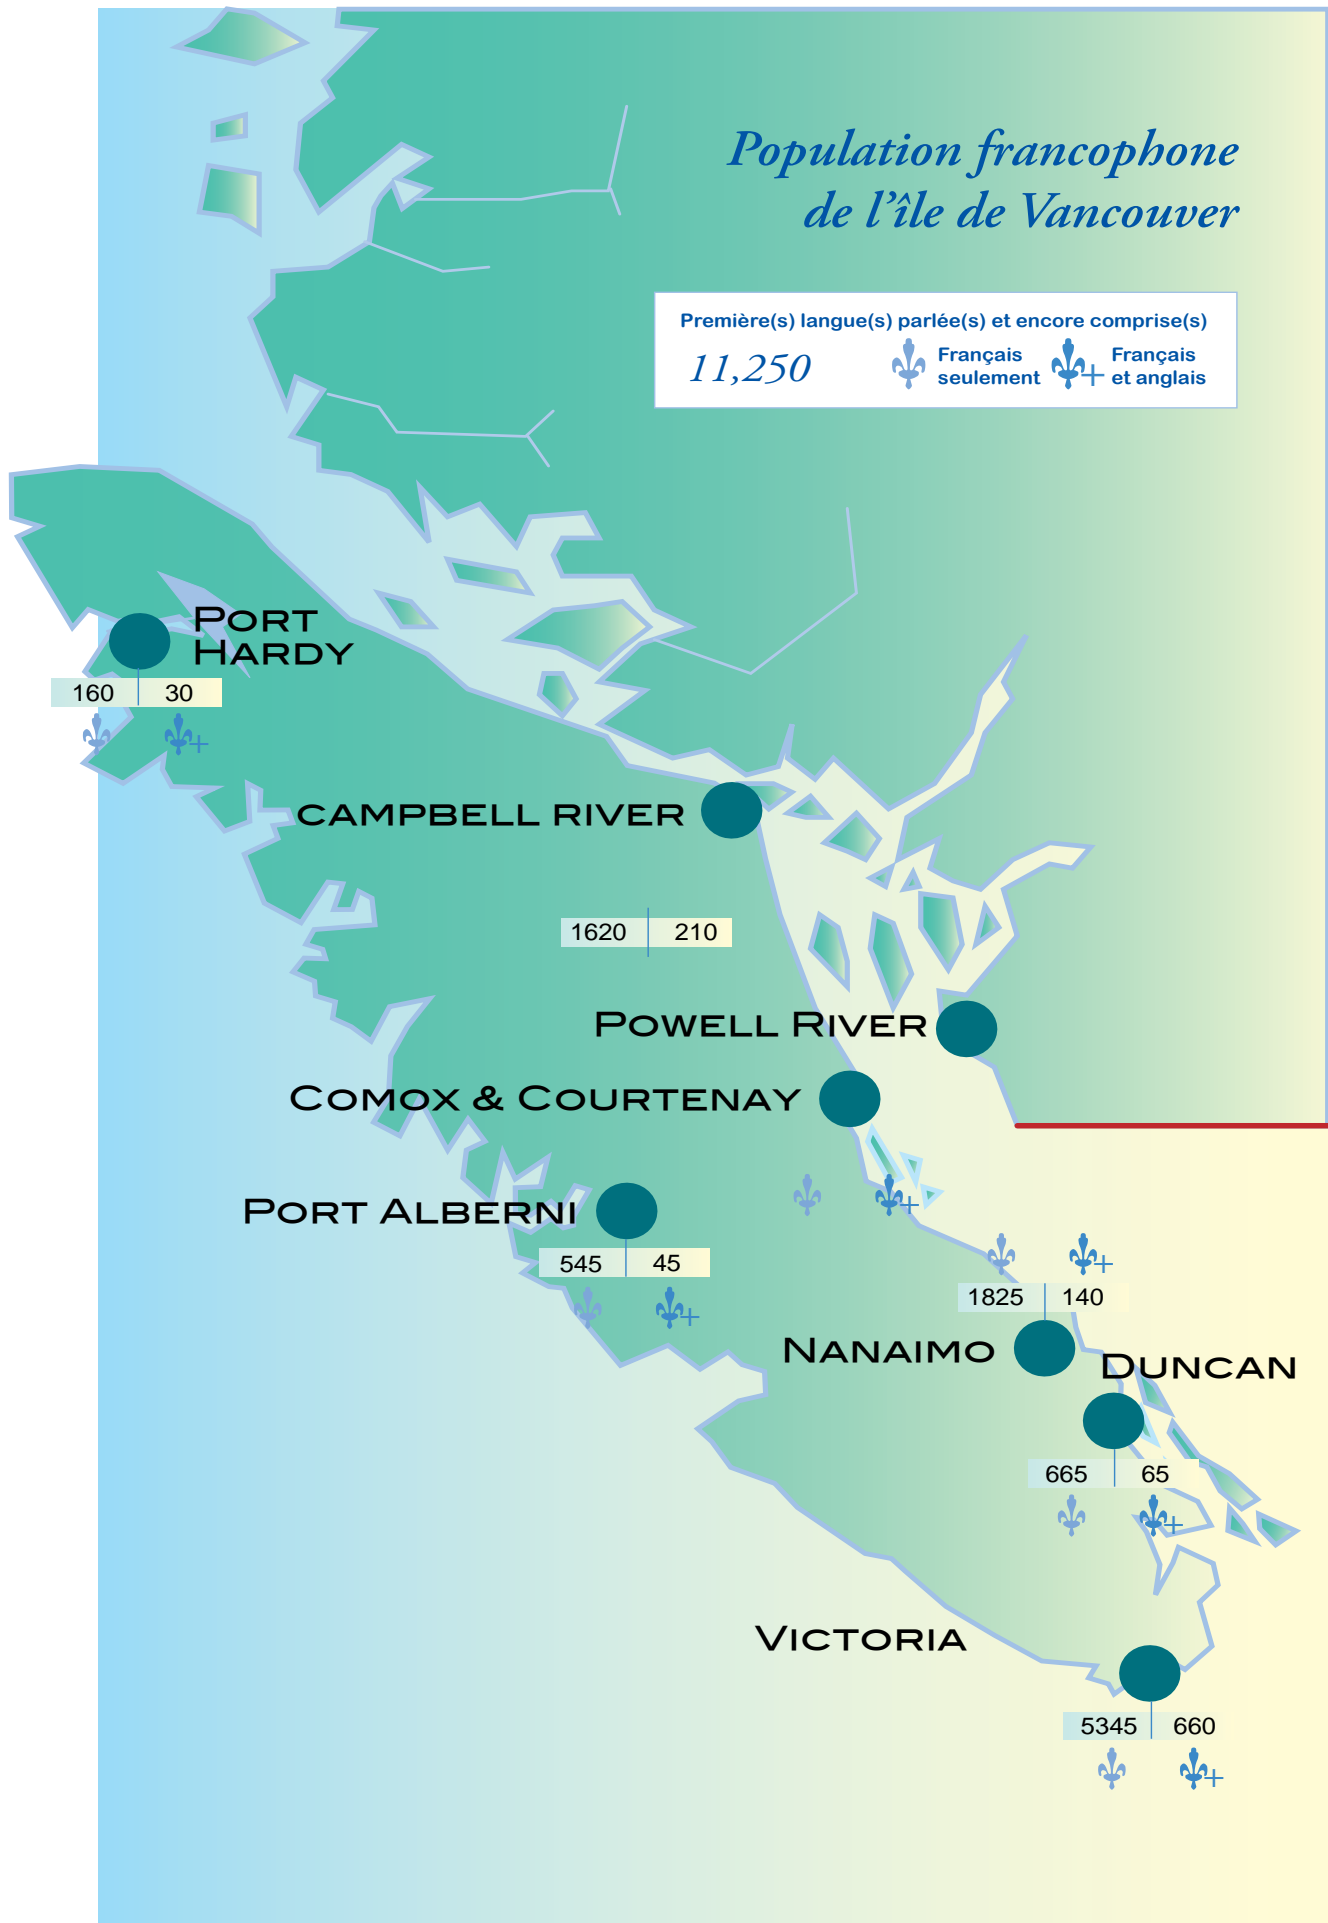 Population francophone
de l'île de Vancouver
Première(s) langue(s) parlée(s) et encore comprise(s)
11,250
Français
seulement
Français
et anglais
PORT
HARDY
160 30
CAMPBELL RIVER
1620 210
POWELL RIVER
COMOX & COURTENAY
PORT ALBERNI
545 45
1825 140
NANAIMO
DUNCAN
665 65
VICTORIA
5345 660